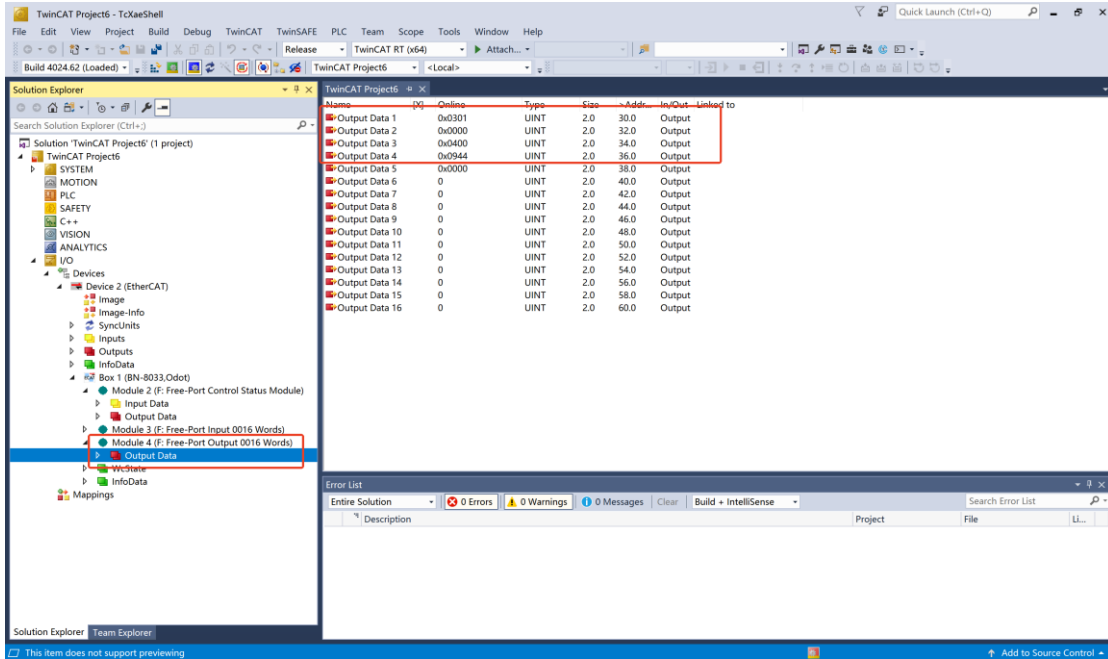 TwinCAT Project6 - TcXaeShell
Quick Launch (Ctrl+Q)
File Edit View Project Build Debug TwinCAT TwinSAFE PLC Team Scope Tools Window Help
Release TwinCAT RT (x64) Attach...
Build 4024.62 (Loaded) TwinCAT Project6 <Local>
Solution Explorer
Search Solution Explorer (Ctrl+;)
Solution 'TwinCAT Project6' (1 project)
TwinCAT Project6
SYSTEM
MOTION
PLC
SAFETY
C++
VISION
ANALYTICS
I/O
Devices
Device 2 (EtherCAT)
Image
Image-Info
SyncUnits
Inputs
Outputs
InfoData
Box 1 (BN-8033,Odot)
Module 2 (F: Free-Port Control Status Module)
Input Data
Output Data
Module 3 (F: Free-Port Input 0016 Words)
Module 4 (F: Free-Port Output 0016 Words)
Output Data
WcState
InfoData
Mappings
Solution Explorer Team Explorer
TwinCAT Project6
Name [X] Online Type Size >Addr... In/Out Linked to
Output Data 1 0x0301 UINT 2.0 30.0 Output
Output Data 2 0x0000 UINT 2.0 32.0 Output
Output Data 3 0x0400 UINT 2.0 34.0 Output
Output Data 4 0x0944 UINT 2.0 36.0 Output
Output Data 5 0x0000 UINT 2.0 38.0 Output
Output Data 6 0 UINT 2.0 40.0 Output
Output Data 7 0 UINT 2.0 42.0 Output
Output Data 8 0 UINT 2.0 44.0 Output
Output Data 9 0 UINT 2.0 46.0 Output
Output Data 10 0 UINT 2.0 48.0 Output
Output Data 11 0 UINT 2.0 50.0 Output
Output Data 12 0 UINT 2.0 52.0 Output
Output Data 13 0 UINT 2.0 54.0 Output
Output Data 14 0 UINT 2.0 56.0 Output
Output Data 15 0 UINT 2.0 58.0 Output
Output Data 16 0 UINT 2.0 60.0 Output
Error List
Entire Solution 0 Errors 0 Warnings 0 Messages Clear Build + IntelliSense Search Error List
Description Project File Li...
This item does not support previewing
Add to Source Control